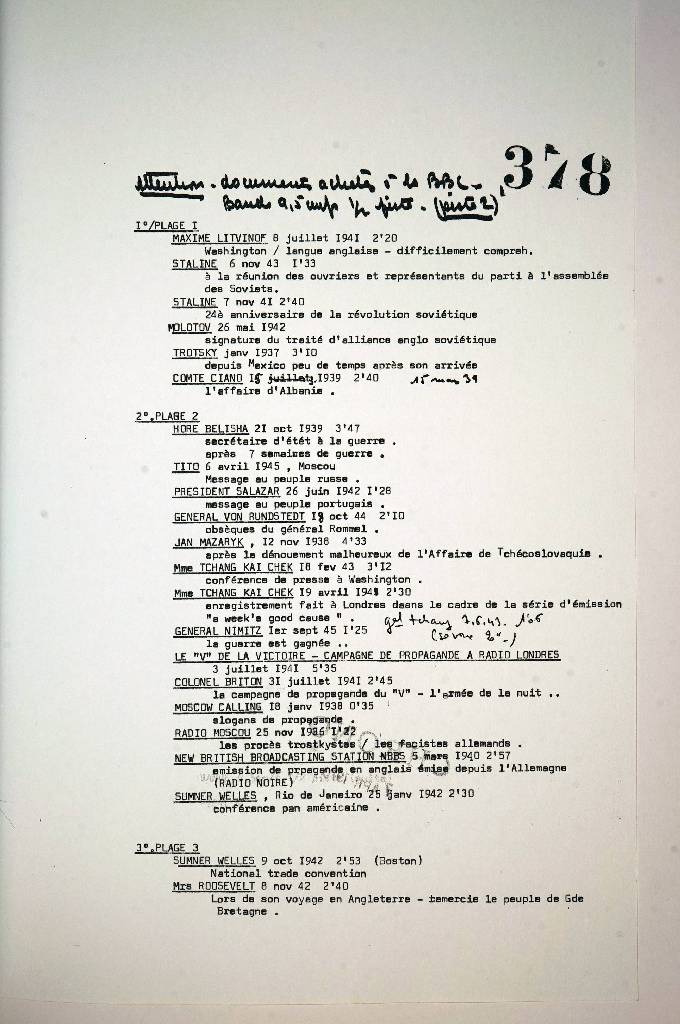 378
Attention - documents achetés à la BBC -
Bande 9,5 cm/s 1/2 piste - (piste 2)
I°/PLAGE I
MAXIME LITVINOF 8 juillet I94I 2'20
Washington / langue anglaise - difficilement compreh.
STALINE 6 nov 43 I'33
à la réunion des ouvriers et représentants du parti à l'assemblée
des Soviets.
STALINE 7 nov 4I 2'40
24è anniversaire de la révolution soviétique
MOLOTOV 26 mai I942
signature du traité d'alliance anglo soviétique
TROTSKY janv I937 3'I0
depuis Mexico peu de temps après son arrivée
COMTE CIANO I5 juillet I939 2'40 15 mars 39
l'affaire d'Albanie .
2°.PLAGE 2
HORE BELISHA 2I oct I939 3'47
secrétaire d'étét à la guerre .
après 7 semaines de guerre .
TITO 6 avril I945 , Moscou
Message au peuple russe .
PRESIDENT SALAZAR 26 juin I942 I'28
message au peuple portugais .
GENERAL VON RUNDSTEDT I8 oct 44 2'I0
obsèques du général Rommel .
JAN MAZARYK , I2 nov I938 4'33
après le dénouement malheureux de l'Affaire de Tchécoslovaquie .
Mme TCHANG KAI CHEK I8 fev 43 3'I2
conférence de presse à Washington .
Mme TCHANG KAI CHEK I9 avril I943 2'30
enregistrement fait à Londres deans le cadre de la série d'émission
"a week's good cause " . gal tchang 7.6.43. 1'06
GENERAL NIMITZ Ier sept 45 I'25
la guerre est gagnée ..
LE "V" DE LA VICTOIRE - CAMPAGNE DE PROPAGANDE A RADIO LONDRES
3 juillet I94I 5'35
COLONEL BRITON 3I juillet I94I 2'45
la campagne de propagande du "V" - l'armée de la nuit ..
MOSCOW CALLING I8 janv I938 0'35
slogans de propagande .
RADIO MOSCOU 25 nov I936 I'22
les procès trostkystes / les facistes allemands .
NEW BRITISH BROADCASTING STATION NBBS 5 mars I940 2'57
emission de prpagende en anglais émise depuis l'Allemagne
(RADIO NOIRE)
SUMNER WELLES , Rio de Janeiro 25 janv I942 2'30
conférence pan américaine .
3°.PLAGE 3
SUMNER WELLES 9 oct I942 2'53 (Boston)
National trade convention
Mrs ROOSEVELT 8 nov 42 2'40
Lors de son voyage en Angleterre - temercie le peuple de Gde
Bretagne .